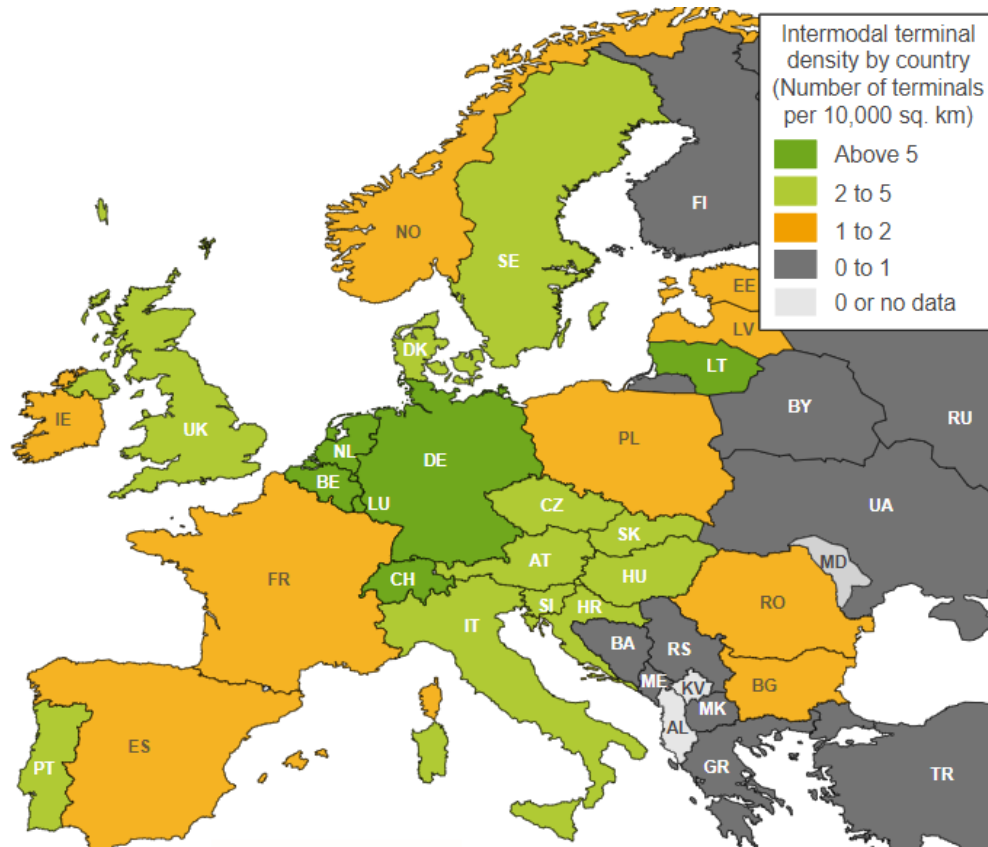 Intermodal terminal
density by country
(Number of terminals
per 10,000 sq. km)
Above 5
2 to 5
1 to 2
0 to 1
0 or no data
FI
NO
SE
EE
LV
DK
LT
IE
UK
BY
RU
PL
NL
DE
BE
LU
CZ
UA
SK
AT
MD
CH
HU
FR
SI
HR
RO
IT
BA
RS
ME
KV
BG
MK
AL
ES
PT
GR
TR